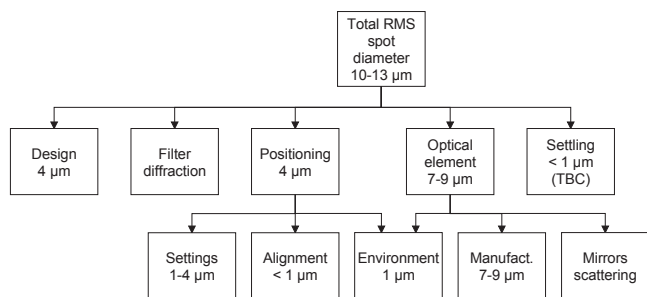 Total RMS
spot
diameter
10-13 µm
Design
4 µm
Filter
diffraction
Positioning
4 µm
Optical
element
7-9 µm
Settling
< 1 µm
(TBC)
Settings
1-4 µm
Alignment
< 1 µm
Environment
1 µm
Manufact.
7-9 µm
Mirrors
scattering